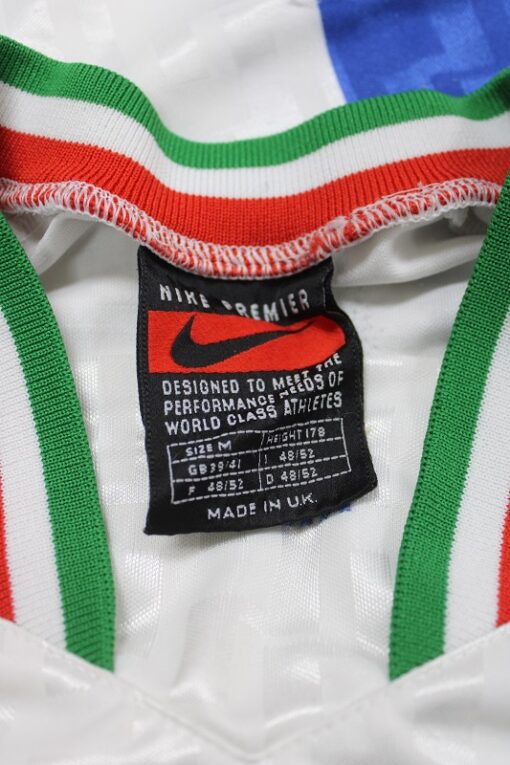 NIKE PREMIER
DESIGNED TO MEET THE
PERFORMANCE NEEDS OF
WORLD CLASS ATHLETES
SIZE M HEIGHT 178
GB 39/41 I 48/52
F 48/52 D 48/52
MADE IN U.K.